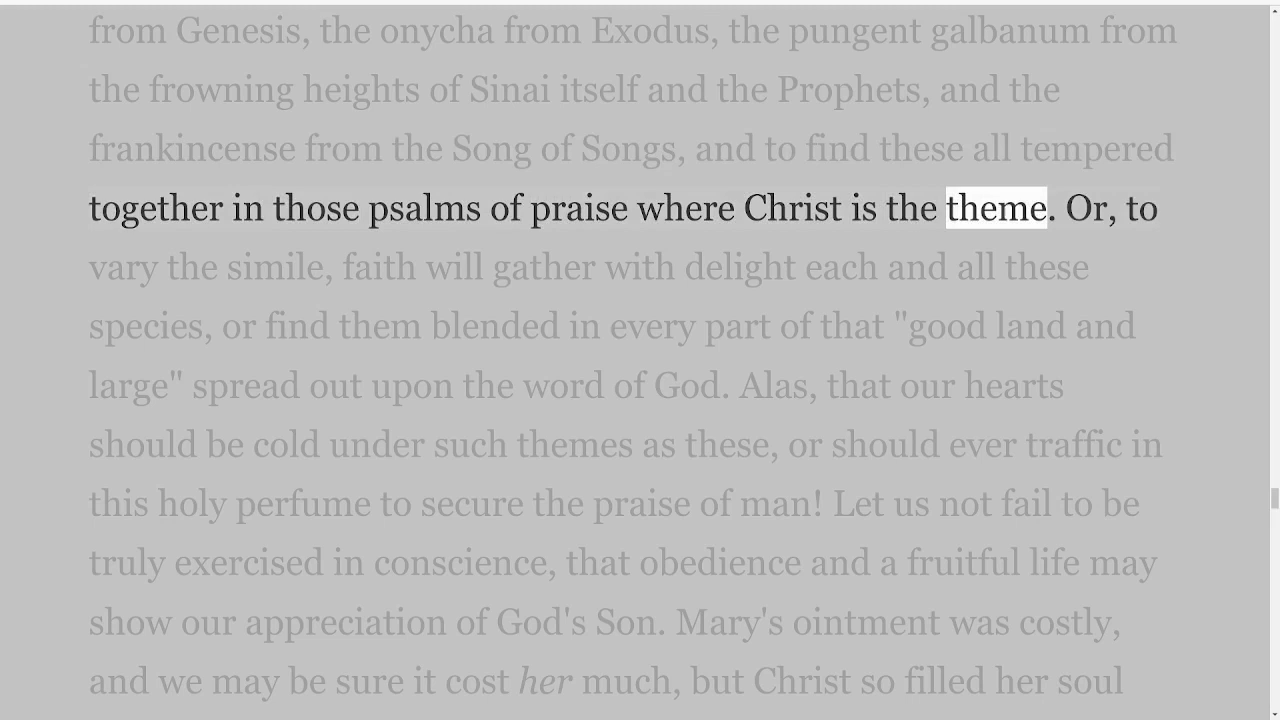 from Genesis, the onycha from Exodus, the pungent galbanum from
the frowning heights of Sinai itself and the Prophets, and the
frankincense from the Song of Songs, and to find these all tempered
together in those psalms of praise where Christ is the theme. Or, to
vary the simile, faith will gather with delight each and all these
species, or find them blended in every part of that "good land and
large" spread out upon the word of God. Alas, that our hearts
should be cold under such themes as these, or should ever traffic in
this holy perfume to secure the praise of man! Let us not fail to be
truly exercised in conscience, that obedience and a fruitful life may
show our appreciation of God's Son. Mary's ointment was costly,
and we may be sure it cost her much, but Christ so filled her soul